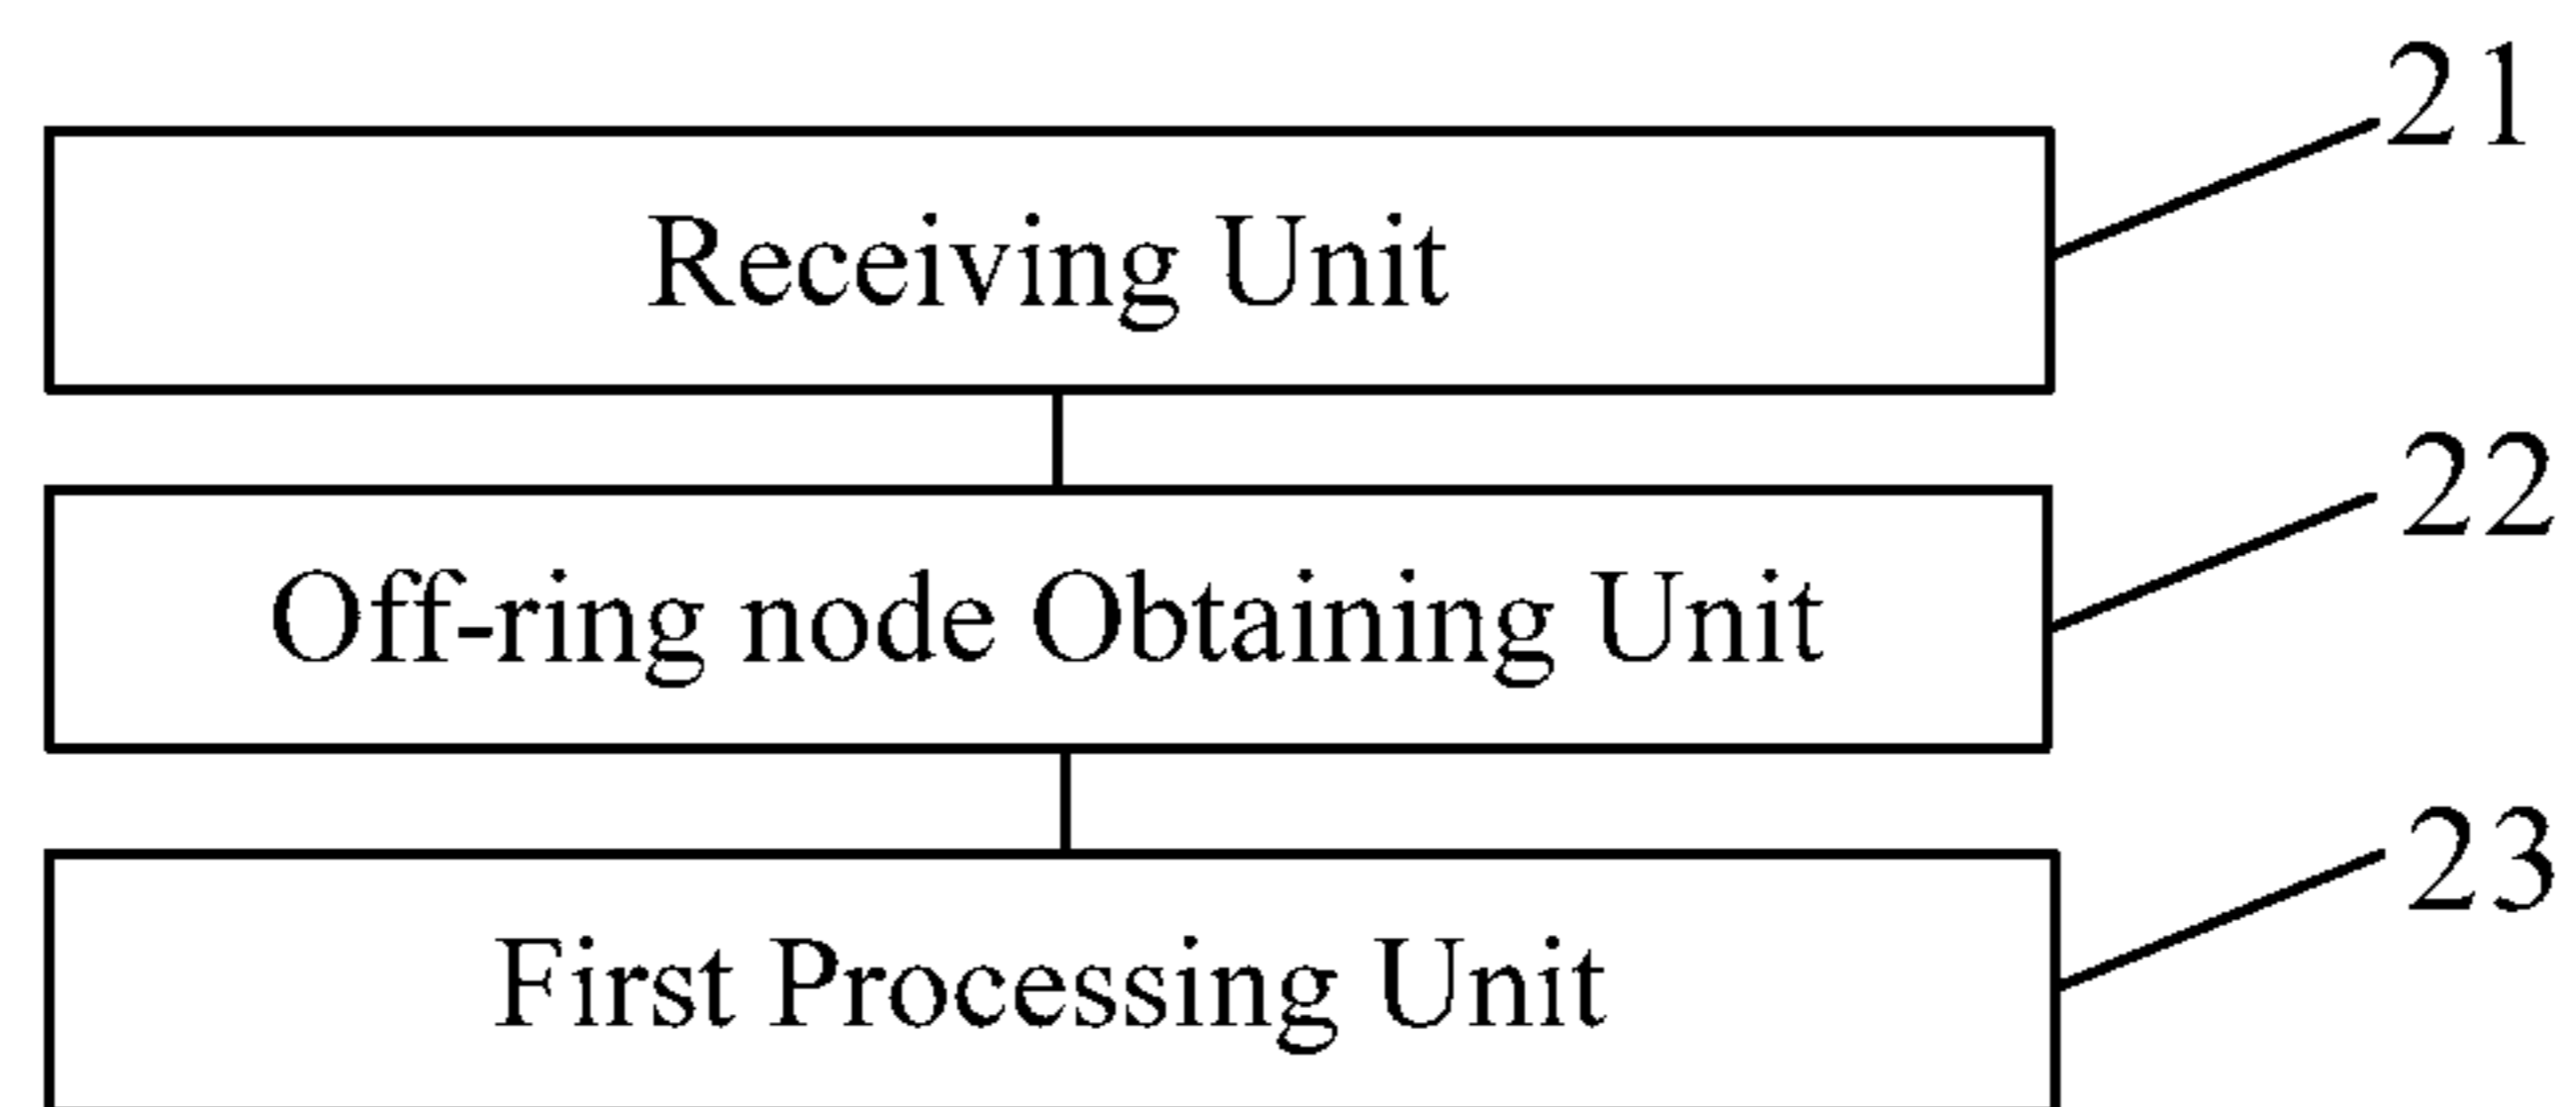 21
Receiving Unit
22
Off-ring node Obtaining Unit
23
First Processing Unit